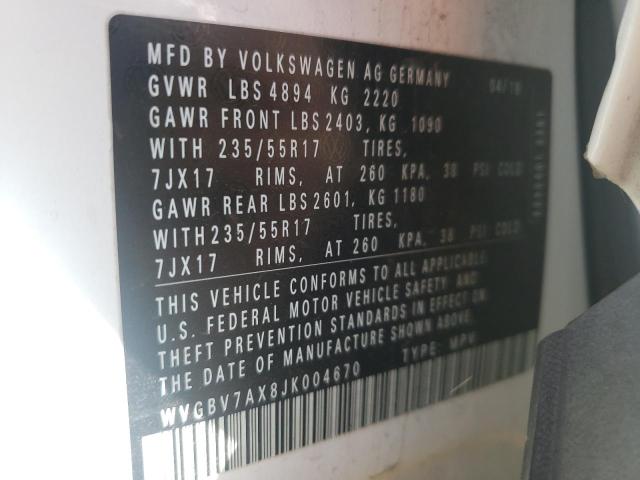 MFD BY VOLKSWAGEN AG GERMANY 04/18
GVWR LBS 4894 KG 2220
GAWR FRONT LBS 2403, KG 1090
WITH 235/55R17 TIRES,
7JX17 RIMS, AT 260 KPA, 38 PSI COLD
GAWR REAR LBS 2601, KG 1180
WITH 235/55R17 TIRES,
7JX17 RIMS, AT 260 KPA, 38 PSI COLD
THIS VEHICLE CONFORMS TO ALL APPLICABLE
U.S. FEDERAL MOTOR VEHICLE SAFETY AND
THEFT PREVENTION STANDARDS IN EFFECT ON
THE DATE OF MANUFACTURE SHOWN ABOVE.
WVGBV7AX8JK004670 TYPE: MPV